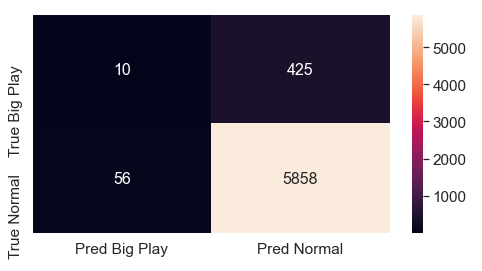 True Big Play
10
425
True Normal
56
5858
Pred Big Play
Pred Normal
5000
4000
3000
2000
1000